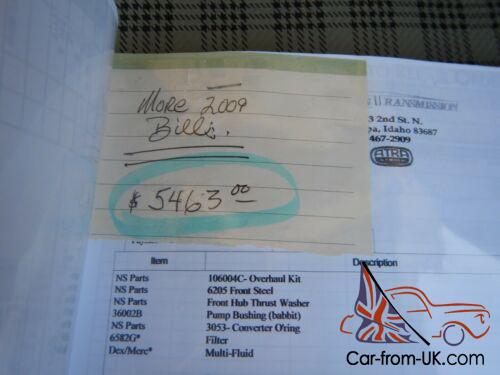 More 2009
Bills.
$ 5463 00
TRANSMISSION
3 2nd St. N.
pa, Idaho 83687
467-2909
ATRA
Item Description
NS Parts 106004C- Overhaul Kit
NS Parts 6205 Front Steel
NS Parts Front Hub Thrust Washer
36002B Pump Bushing (babbit)
NS Parts 3053- Converter O'ring
6582G* Filter
Dex/Merc* Multi-Fluid
Car-from-UK.com